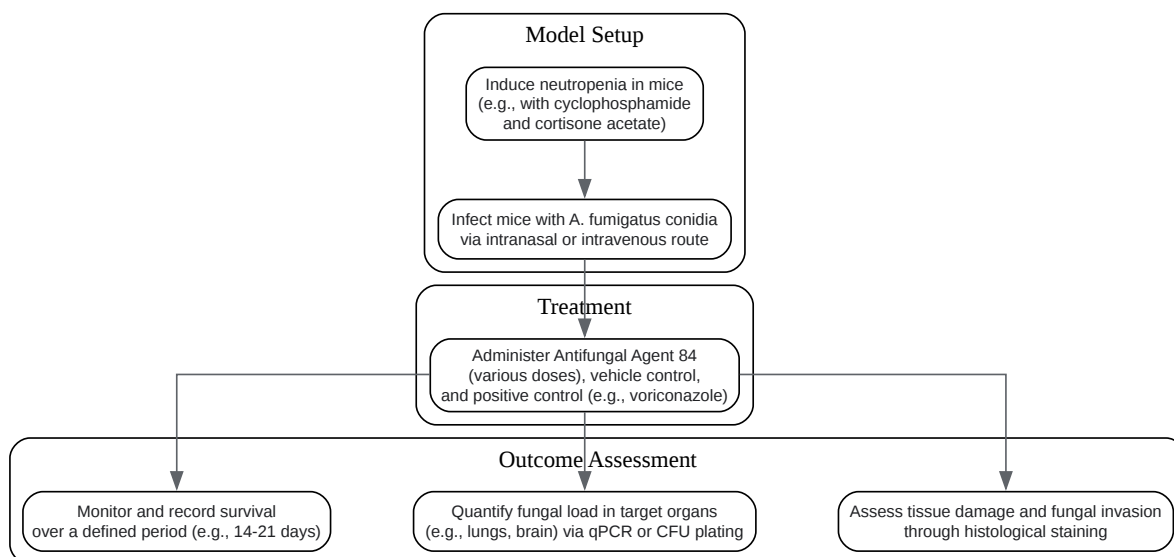 Model Setup
Induce neutropenia in mice
(e.g., with cyclophosphamide
and cortisone acetate)
Infect mice with A. fumigatus conidia
via intranasal or intravenous route
Treatment
Administer Antifungal Agent 84
(various doses), vehicle control,
and positive control (e.g., voriconazole)
Outcome Assessment
Monitor and record survival
over a defined period (e.g., 14-21 days)
Quantify fungal load in target organs
(e.g., lungs, brain) via qPCR or CFU plating
Assess tissue damage and fungal invasion
through histological staining